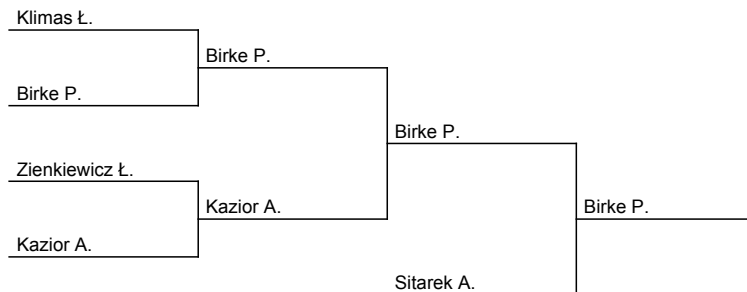 Klimas Ł.
Birke P.
Birke P.
Birke P.
Zienkiewicz Ł.
Kazior A.
Birke P.
Kazior A.
Sitarek A.